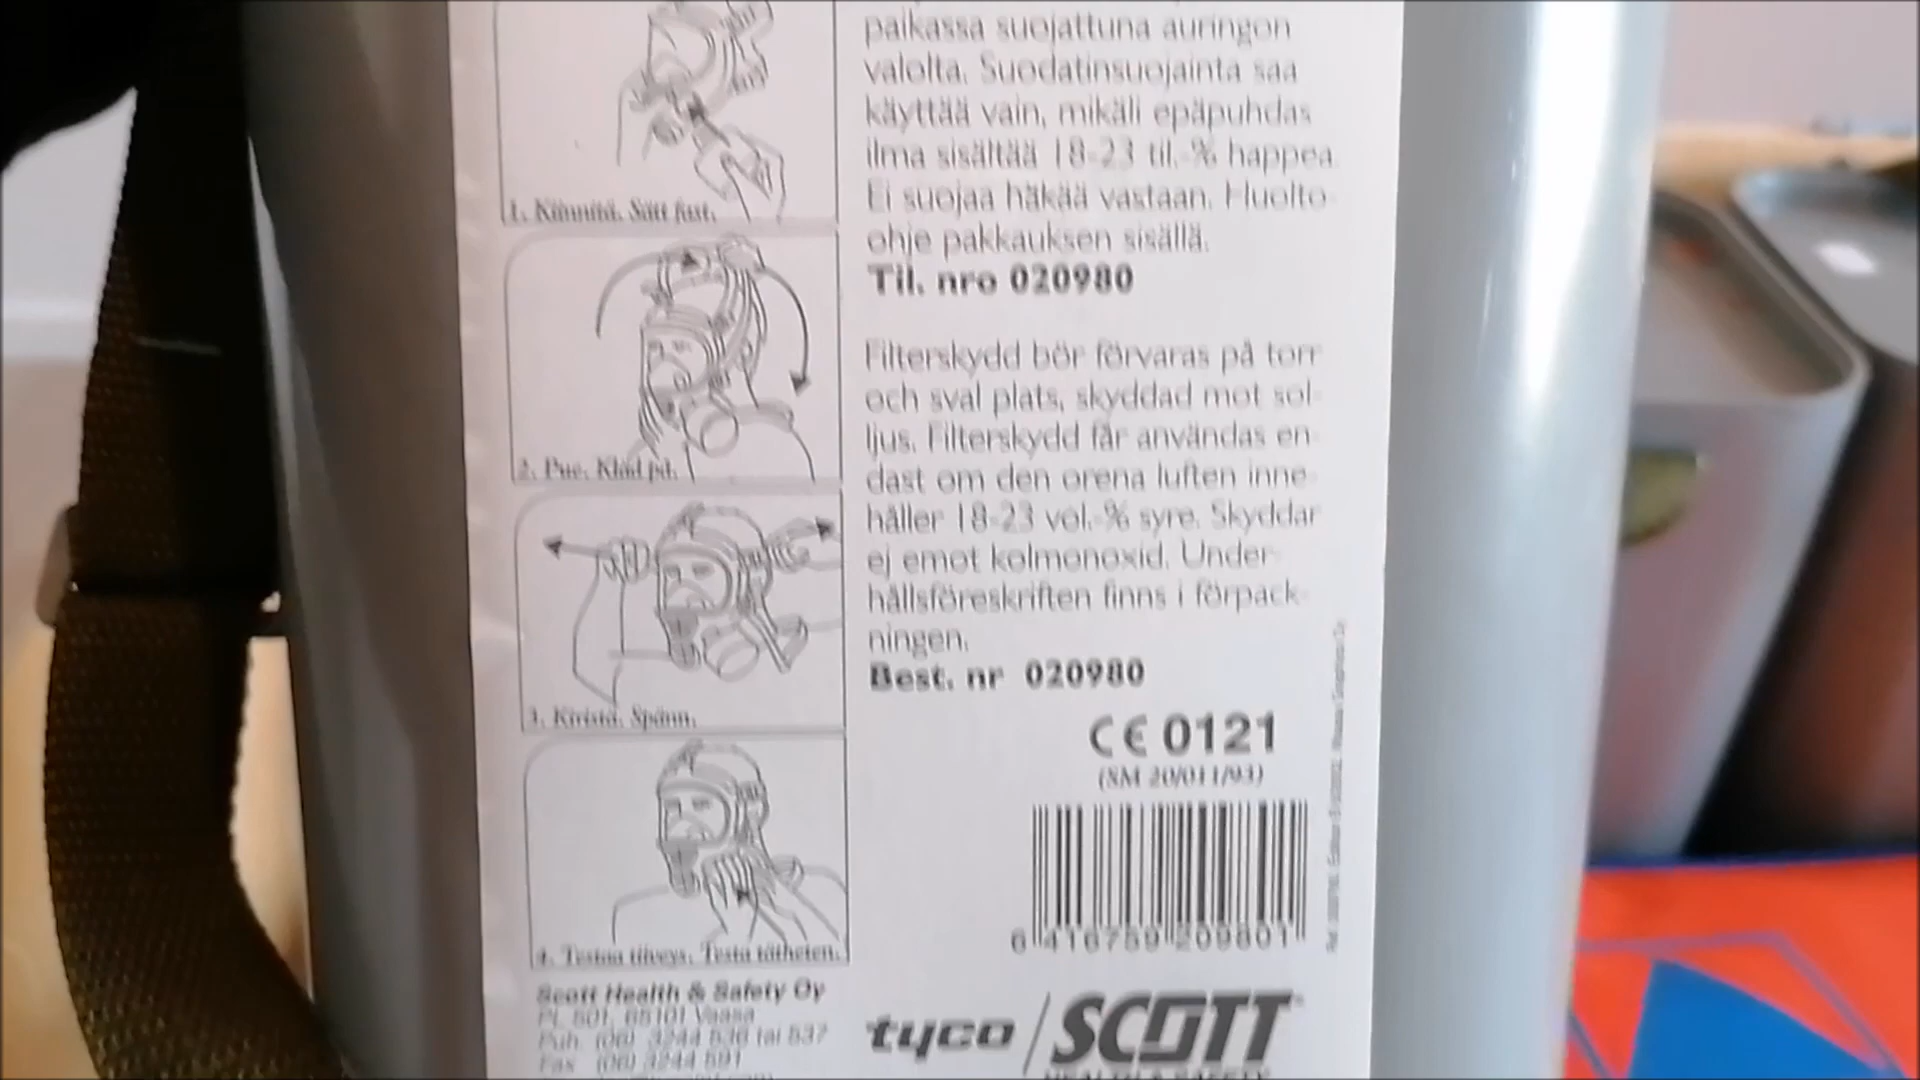 paikassa suojattuna auringon
valolta. Suodatinsuojainta saa
käyttää vain, mikäli epäpuhdas
ilma sisältää 18-23 til.-% happea.
Ei suojaa häkää vastaan. Huolto-
ohje pakkauksen sisällä.
Til. nro 020980
Filterskydd bör förvaras på torr
och sval plats, skyddad mot sol-
ljus. Filterskydd får användas en-
dast om den orena luften inne-
håller 18-23 vol.-% syre. Skyddar
ej emot kolmonoxid. Under-
hållsföreskriften finns i förpack-
ningen.
Best. nr 020980
CE 0121
(SM 20/011/93)
6 416759 209801
1. Kiinnitä. Sätt fast.
2. Pue. Kläd på.
3. Kiristä. Spänn.
4. Testaa tiiveys. Testa tätheten.
Scott Health & Safety Oy
PL 501, 65101 Vaasa
Puh. (06) 3244 536 tai 537
Fax (06) 3244 591
tyco / SCOTT
HEALTH & SAFETY